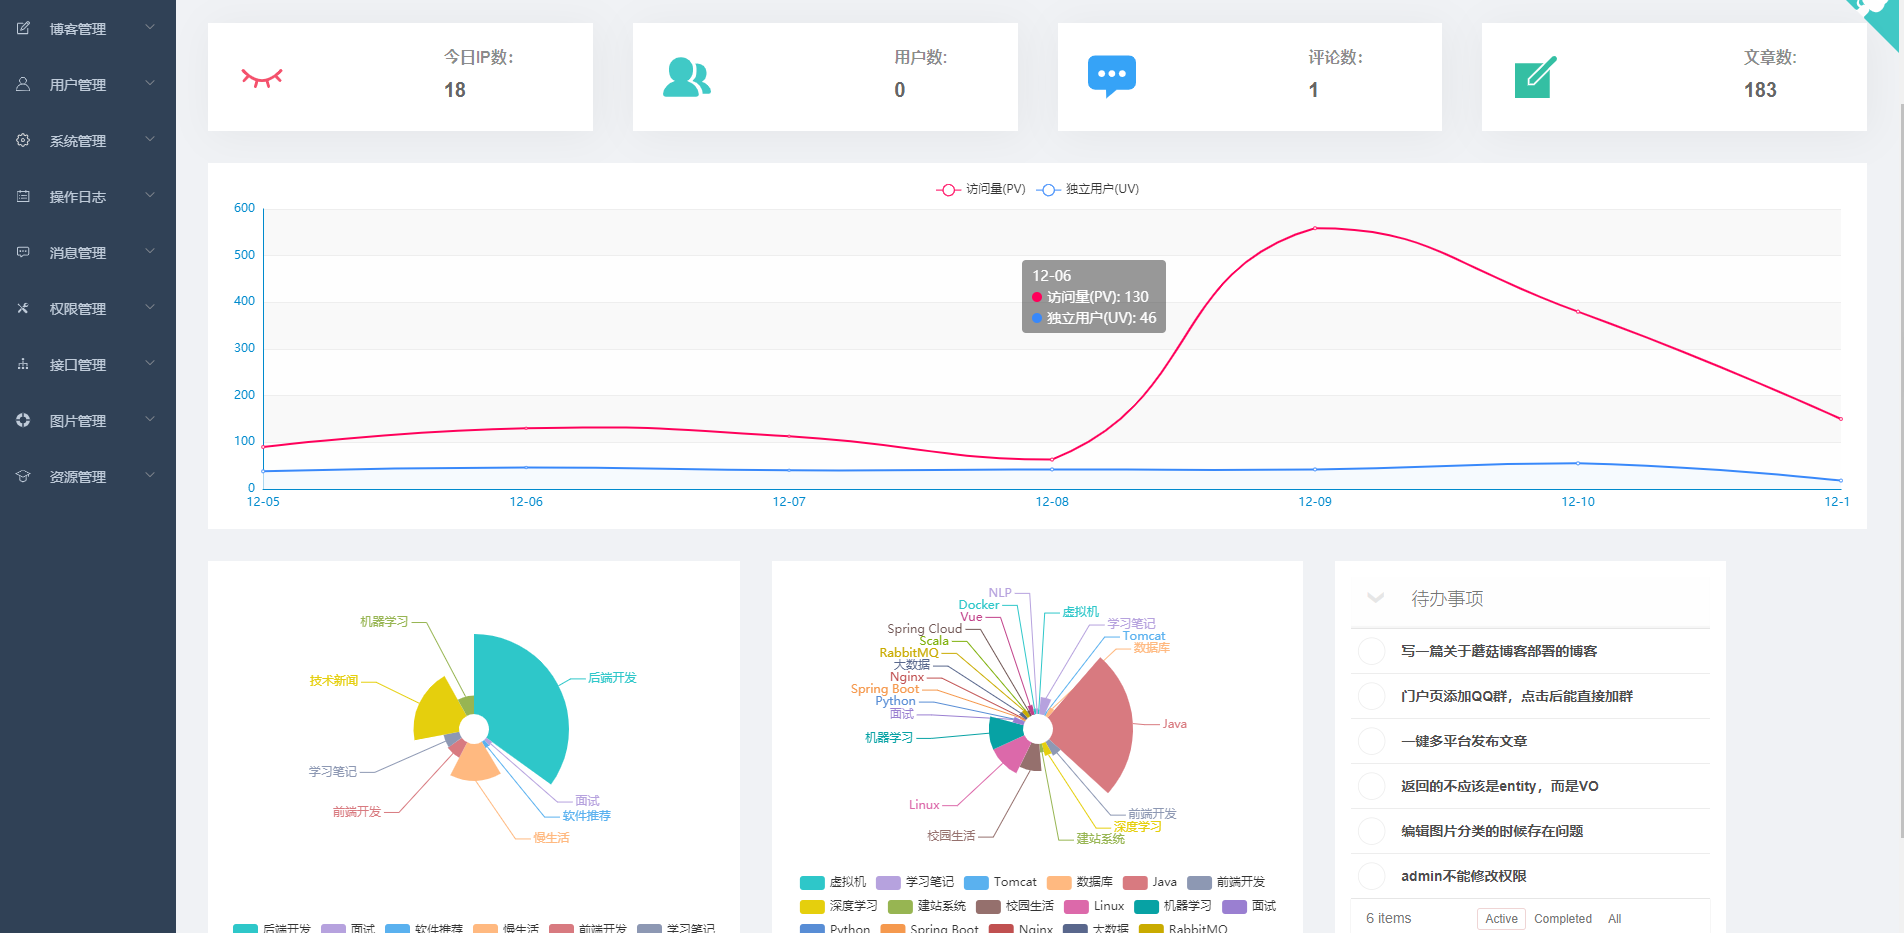 博客管理
用户管理
系统管理
操作日志
消息管理
权限管理
接口管理
图片管理
资源管理
今日IP数:
18
用户数:
0
评论数:
1
文章数:
183
访问量(PV) 独立用户(UV)
600
500
400
300
200
100
0
12-06
访问量(PV): 130
独立用户(UV): 46
12-05 12-06 12-07 12-08 12-09 12-10 12-1
机器学习
技术新闻
后端开发
学习笔记
前端开发
面试
软件推荐
慢生活
后端开发 面试 软件推荐 慢生活 前端开发 学习笔记
NLP
Docker
Vue
Spring Cloud
Scala
RabbitMQ
大数据
Nginx
Spring Boot
Python
面试
机器学习
Linux
校园生活
虚拟机
学习笔记
Tomcat
数据库
Java
前端开发
深度学习
建站系统
虚拟机 学习笔记 Tomcat 数据库 Java 前端开发
深度学习 建站系统 校园生活 Linux 机器学习 面试
Python Spring Boot Nginx 大数据 RabbitMQ
待办事项
写一篇关于蘑菇博客部署的博客
门户页添加QQ群，点击后能直接加群
一键多平台发布文章
返回的不应该是entity，而是VO
编辑图片分类的时候存在问题
admin不能修改权限
6 items Active Completed All